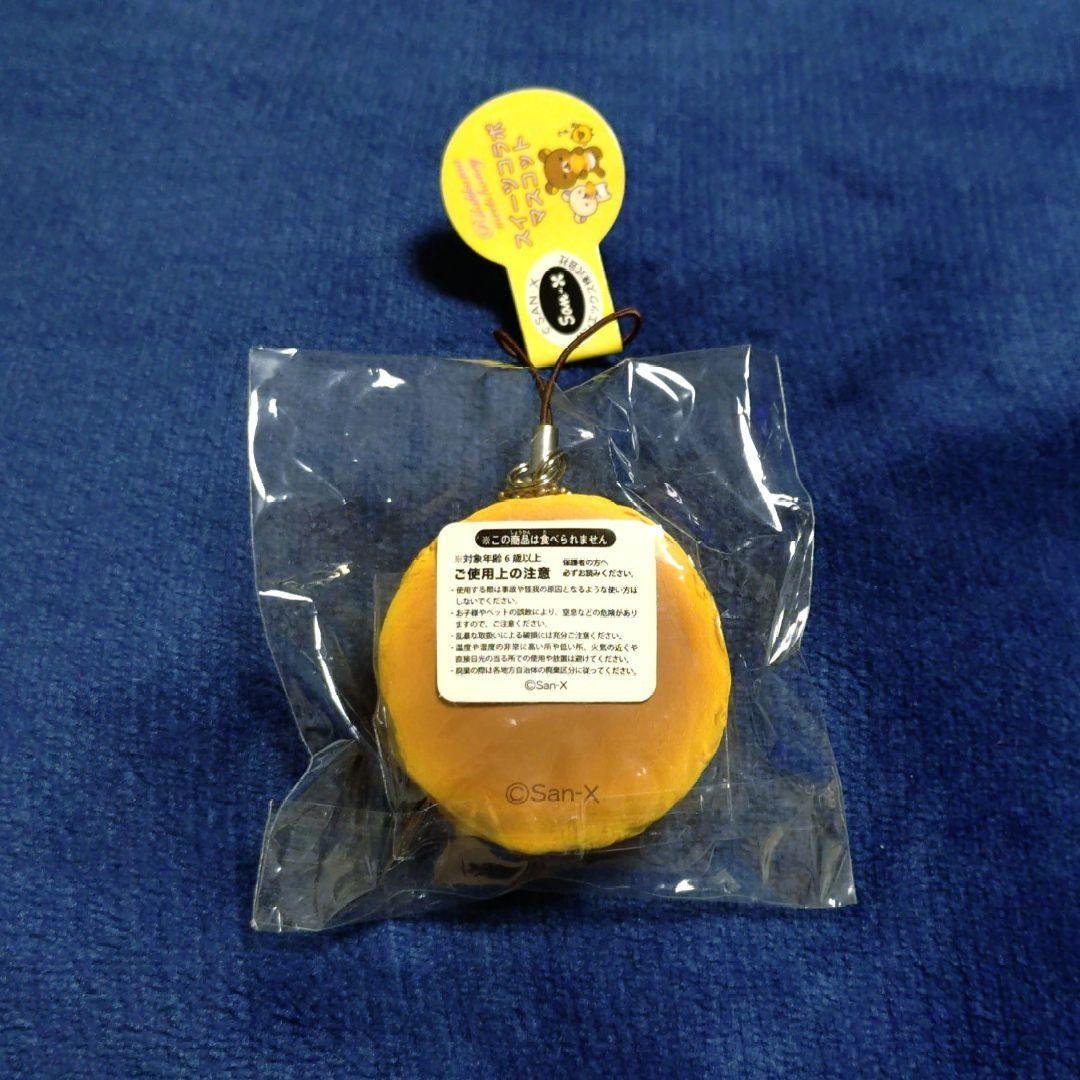 スイーツコラボ
マスコット
©SAN-X
San-X
エックス株式会社
※この商品は食べられません
※対象年齢6歳以上
ご使用上の注意
保護者の方へ
必ずお読みください。
・使用する際は事故や怪我の原因となるような使い方は
しないでください。
・お子様やペットの誤飲により、窒息などの危険があり
ますので、ご注意ください。
・乱暴な取扱いによる破損には充分ご注意ください。
・温度や湿度の非常に高い所や低い所、火気の近くや
直接日光の当る所での使用や放置は避けてください。
・廃棄の際は各地方自治体の廃棄区分に従ってください。
©San-X
©San-X